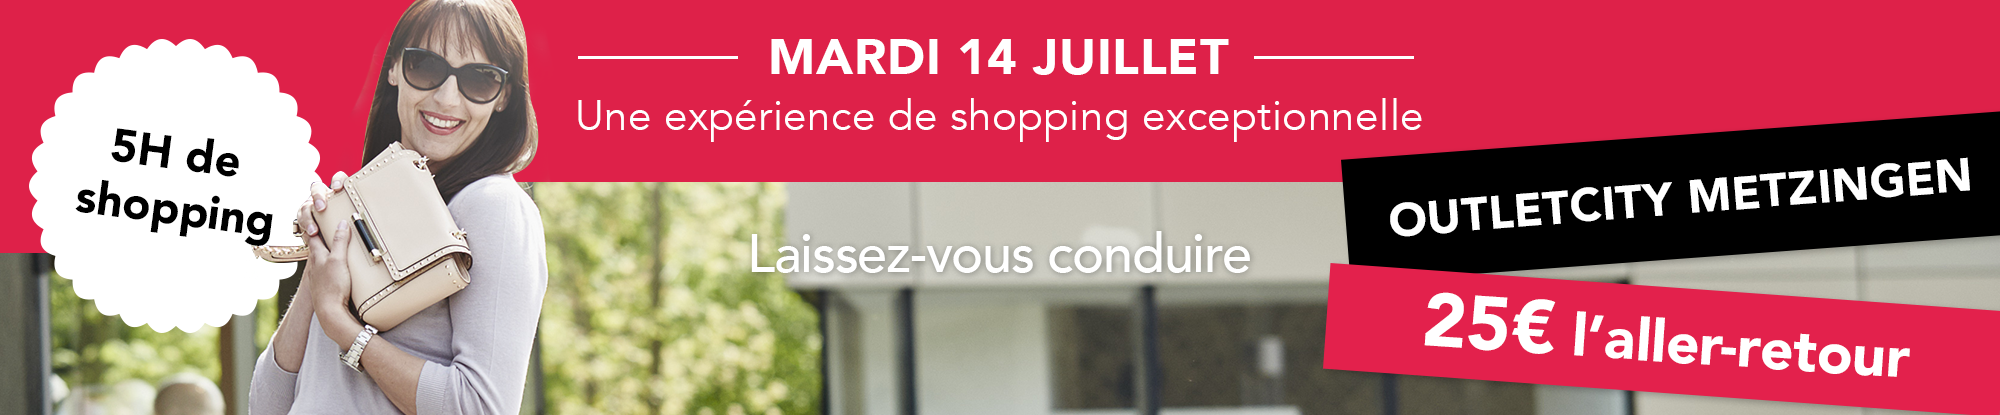 MARDI 14 JUILLET
Une expérience de shopping exceptionnelle
5H de
shopping
OUTLETCITY METZINGEN
Laissez-vous conduire
25€ l’aller-retour